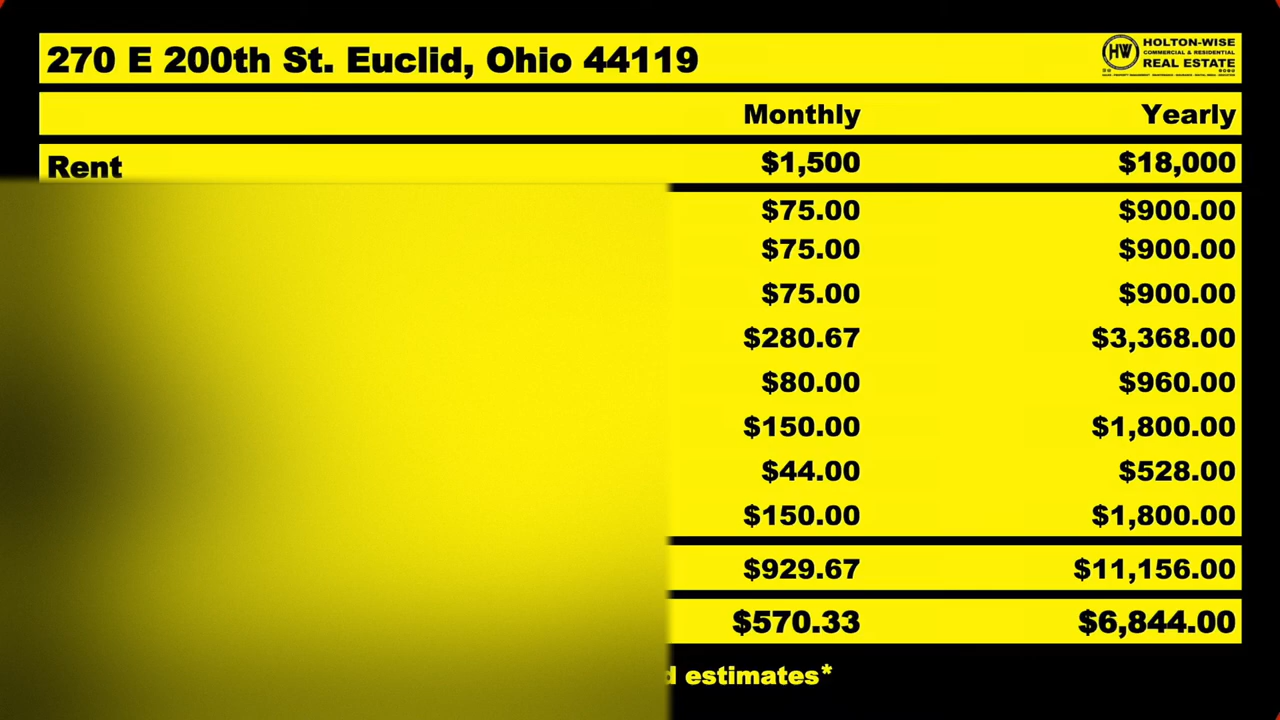 270 E 200th St. Euclid, Ohio 44119
HW HOLTON-WISE
COMMERCIAL & RESIDENTIAL
REAL ESTATE
Monthly Yearly
Rent $1,500 $18,000
$75.00 $900.00
$75.00 $900.00
$75.00 $900.00
$280.67 $3,368.00
$80.00 $960.00
$150.00 $1,800.00
$44.00 $528.00
$150.00 $1,800.00
$929.67 $11,156.00
$570.33 $6,844.00
estimates*